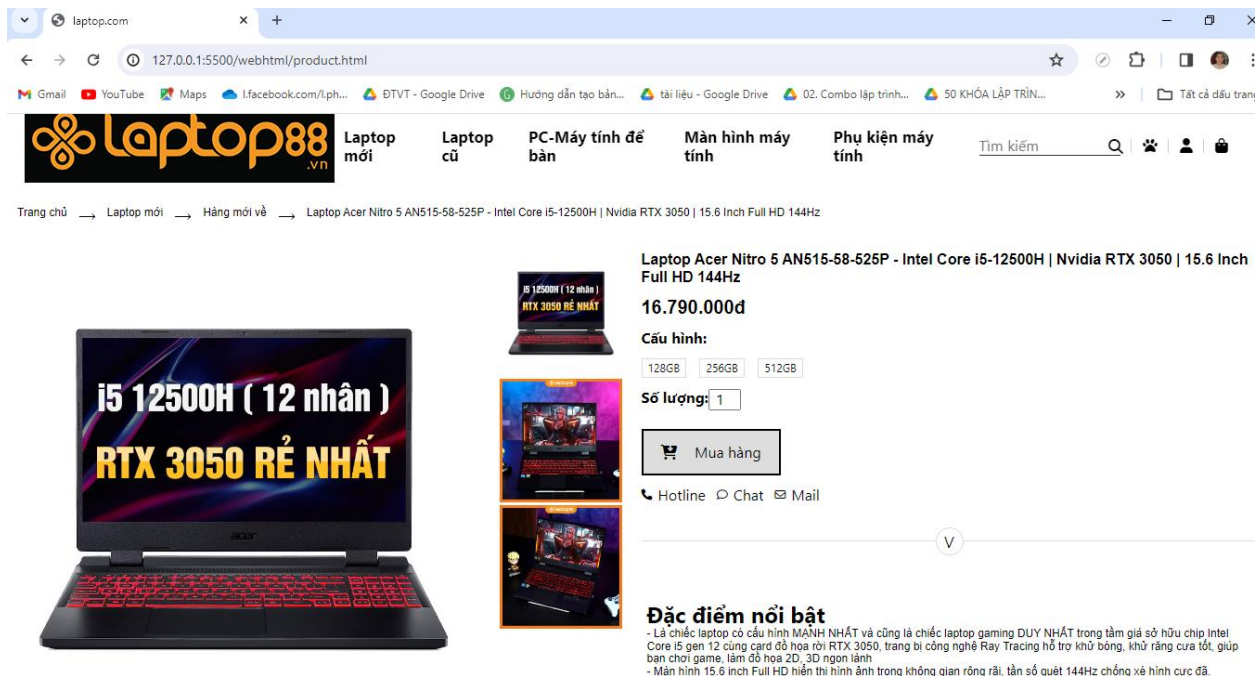 laptop.com
127.0.0.1:5500/webhtml/product.html
Gmail YouTube Maps l.facebook.com/l.ph... ĐTVT - Google Drive Hướng dẫn tạo bản... tài liệu - Google Drive 02. Combo lập trình... 50 KHÓA LẬP TRÌN... » Tất cả dấu trang
laptop88
.vn
Laptop mới
Laptop cũ
PC-Máy tính để bàn
Màn hình máy tính
Phụ kiện máy tính
Tìm kiếm
Trang chủ → Laptop mới → Hàng mới về → Laptop Acer Nitro 5 AN515-58-525P - Intel Core i5-12500H | Nvidia RTX 3050 | 15.6 Inch Full HD 144Hz
i5 12500H ( 12 nhân )
RTX 3050 RẺ NHẤT
acer
i5 12500H ( 12 nhân )
RTX 3050 RẺ NHẤT
Laptop Acer Nitro 5 AN515-58-525P - Intel Core i5-12500H | Nvidia RTX 3050 | 15.6 Inch
Full HD 144Hz
16.790.000đ
Cấu hình:
128GB 256GB 512GB
Số lượng: 1
Mua hàng
Hotline Chat Mail
V
Đặc điểm nổi bật
- Là chiếc laptop có cấu hình MẠNH NHẤT và cũng là chiếc laptop gaming DUY NHẤT trong tầm giá sở hữu chip Intel
Core i5 gen 12 cùng card đồ họa rời RTX 3050, trang bị công nghệ Ray Tracing hỗ trợ khử bóng, khử răng cưa tốt, giúp
bạn chơi game, làm đồ họa 2D, 3D ngon lành
- Màn hình 15.6 inch Full HD hiển thị hình ảnh trong không gian rộng rãi, tần số quét 144Hz chống xé hình cực đã.